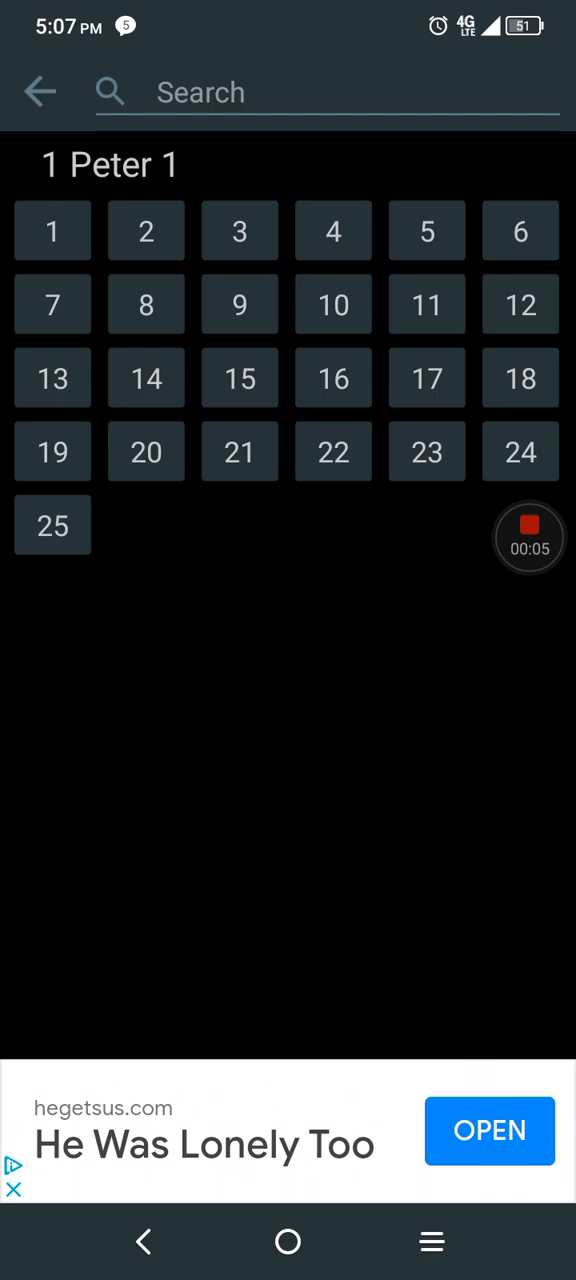 5:07 PM 5 4G LTE 51
Search
1 Peter 1
1 2 3 4 5 6
7 8 9 10 11 12
13 14 15 16 17 18
19 20 21 22 23 24
25
00:05
hegetsus.com
He Was Lonely Too
OPEN